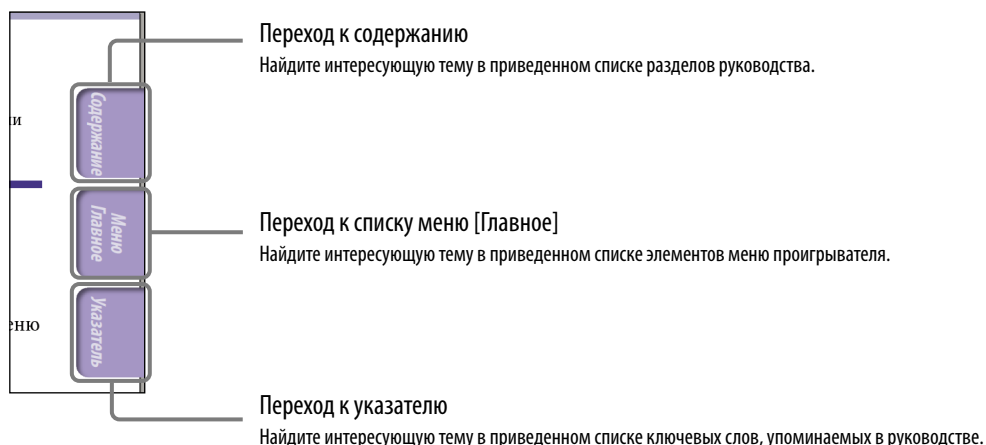 Переход к содержанию
Найдите интересующую тему в приведенном списке разделов руководства.
Содержание
и
Переход к списку меню [Главное]
Найдите интересующую тему в приведенном списке элементов меню проигрывателя.
Меню
Главное
Указатель
еню
Переход к указателю
Найдите интересующую тему в приведенном списке ключевых слов, упоминаемых в руководстве.